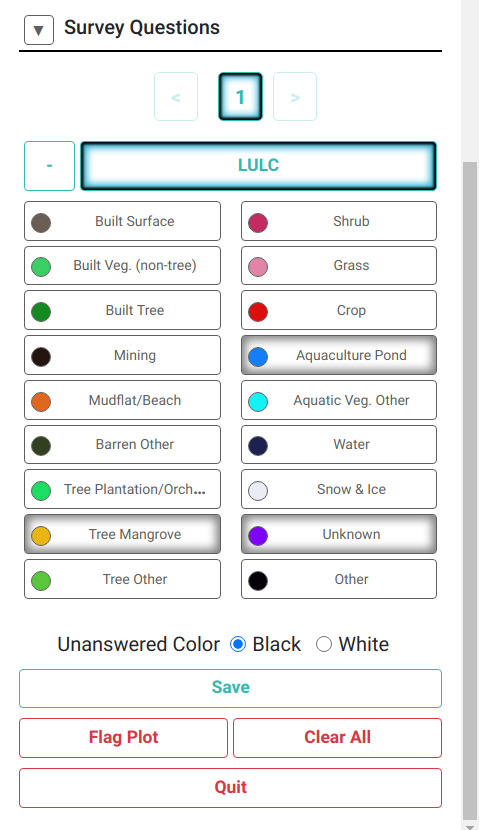 ▼ Survey Questions
< 1 >
- LULC
Built Surface
Shrub
Built Veg. (non-tree)
Grass
Built Tree
Crop
Mining
Aquaculture Pond
Mudflat/Beach
Aquatic Veg. Other
Barren Other
Water
Tree Plantation/Orch...
Snow & Ice
Tree Mangrove
Unknown
Tree Other
Other
Unanswered Color Black White
Save
Flag Plot
Clear All
Quit